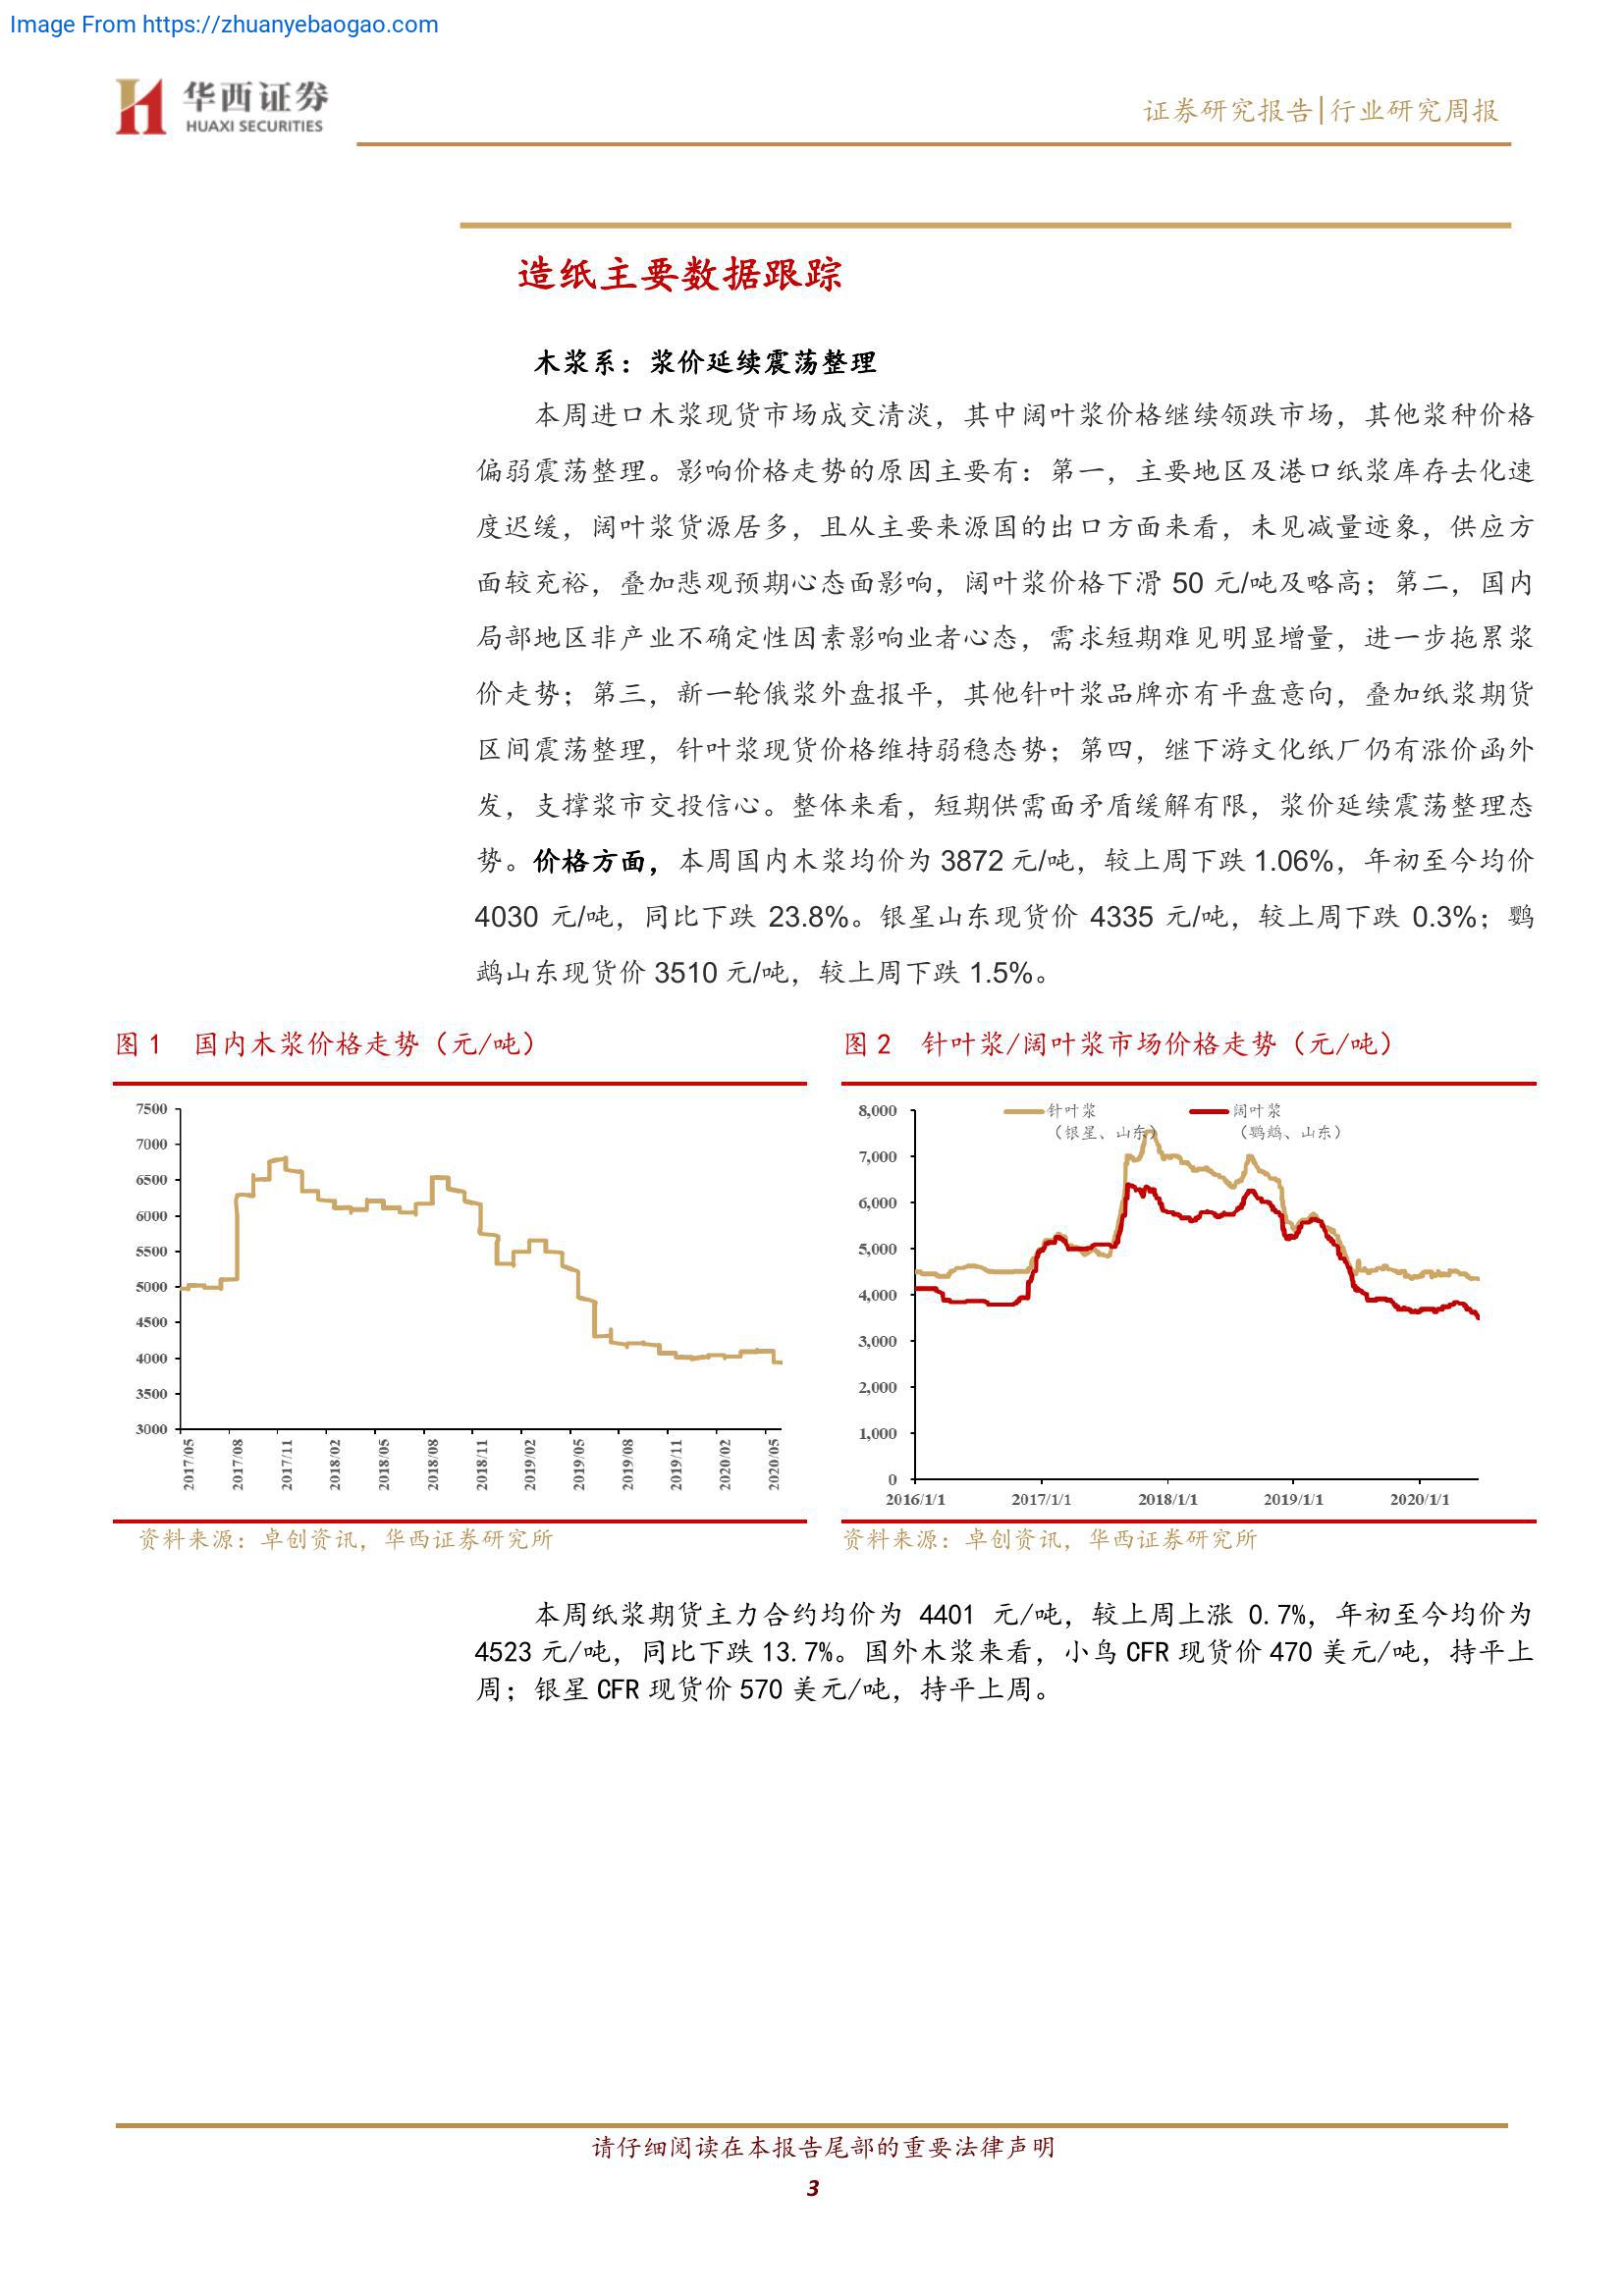 Image From https://zhuanyebaogao.com
华西证券
HUAXI SECURITIES
证券研究报告|行业研究周报
造纸主要数据跟踪
木浆系：浆价延续震荡整理
本周进口木浆现货市场成交清淡，其中阔叶浆价格继续领跌市场，其他浆种价格
偏弱震荡整理。影响价格走势的原因主要有：第一，主要地区及港口纸浆库存去化速
度迟缓，阔叶浆货源居多，且从主要来源国的出口方面来看，未见减量迹象，供应方
面较充裕，叠加悲观预期心态面影响，阔叶浆价格下滑 50 元/吨及略高；第二，国内
局部地区非产业不确定性因素影响业者心态，需求短期难见明显增量，进一步拖累浆
价走势；第三，新一轮俄浆外盘报平，其他针叶浆品牌亦有平盘意向，叠加纸浆期货
区间震荡整理，针叶浆现货价格维持弱稳态势；第四，继下游文化纸厂仍有涨价函外
发，支撑浆市交投信心。整体来看，短期供需面矛盾缓解有限，浆价延续震荡整理态
势。价格方面，本周国内木浆均价为 3872 元/吨，较上周下跌 1.06%，年初至今均价
4030 元/吨，同比下跌 23.8%。银星山东现货价 4335 元/吨，较上周下跌 0.3%；鹦
鹉山东现货价 3510 元/吨，较上周下跌 1.5%。
图 1 国内木浆价格走势（元/吨）
7500
7000
6500
6000
5500
5000
4500
4000
3500
3000
2017/05
2017/08
2017/11
2018/02
2018/05
2018/08
2018/11
2019/02
2019/05
2019/08
2019/11
2020/02
2020/05
资料来源：卓创资讯，华西证券研究所
图 2 针叶浆/阔叶浆市场价格走势（元/吨）
针叶浆
（银星、山东）
阔叶浆
（鹦鹉、山东）
8,000
7,000
6,000
5,000
4,000
3,000
2,000
1,000
0
2016/1/1
2017/1/1
2018/1/1
2019/1/1
2020/1/1
资料来源：卓创资讯，华西证券研究所
本周纸浆期货主力合约均价为 4401 元/吨，较上周上涨 0.7%，年初至今均价为
4523 元/吨，同比下跌 13.7%。国外木浆来看，小鸟 CFR 现货价 470 美元/吨，持平上
周；银星 CFR 现货价 570 美元/吨，持平上周。
请仔细阅读在本报告尾部的重要法律声明
3